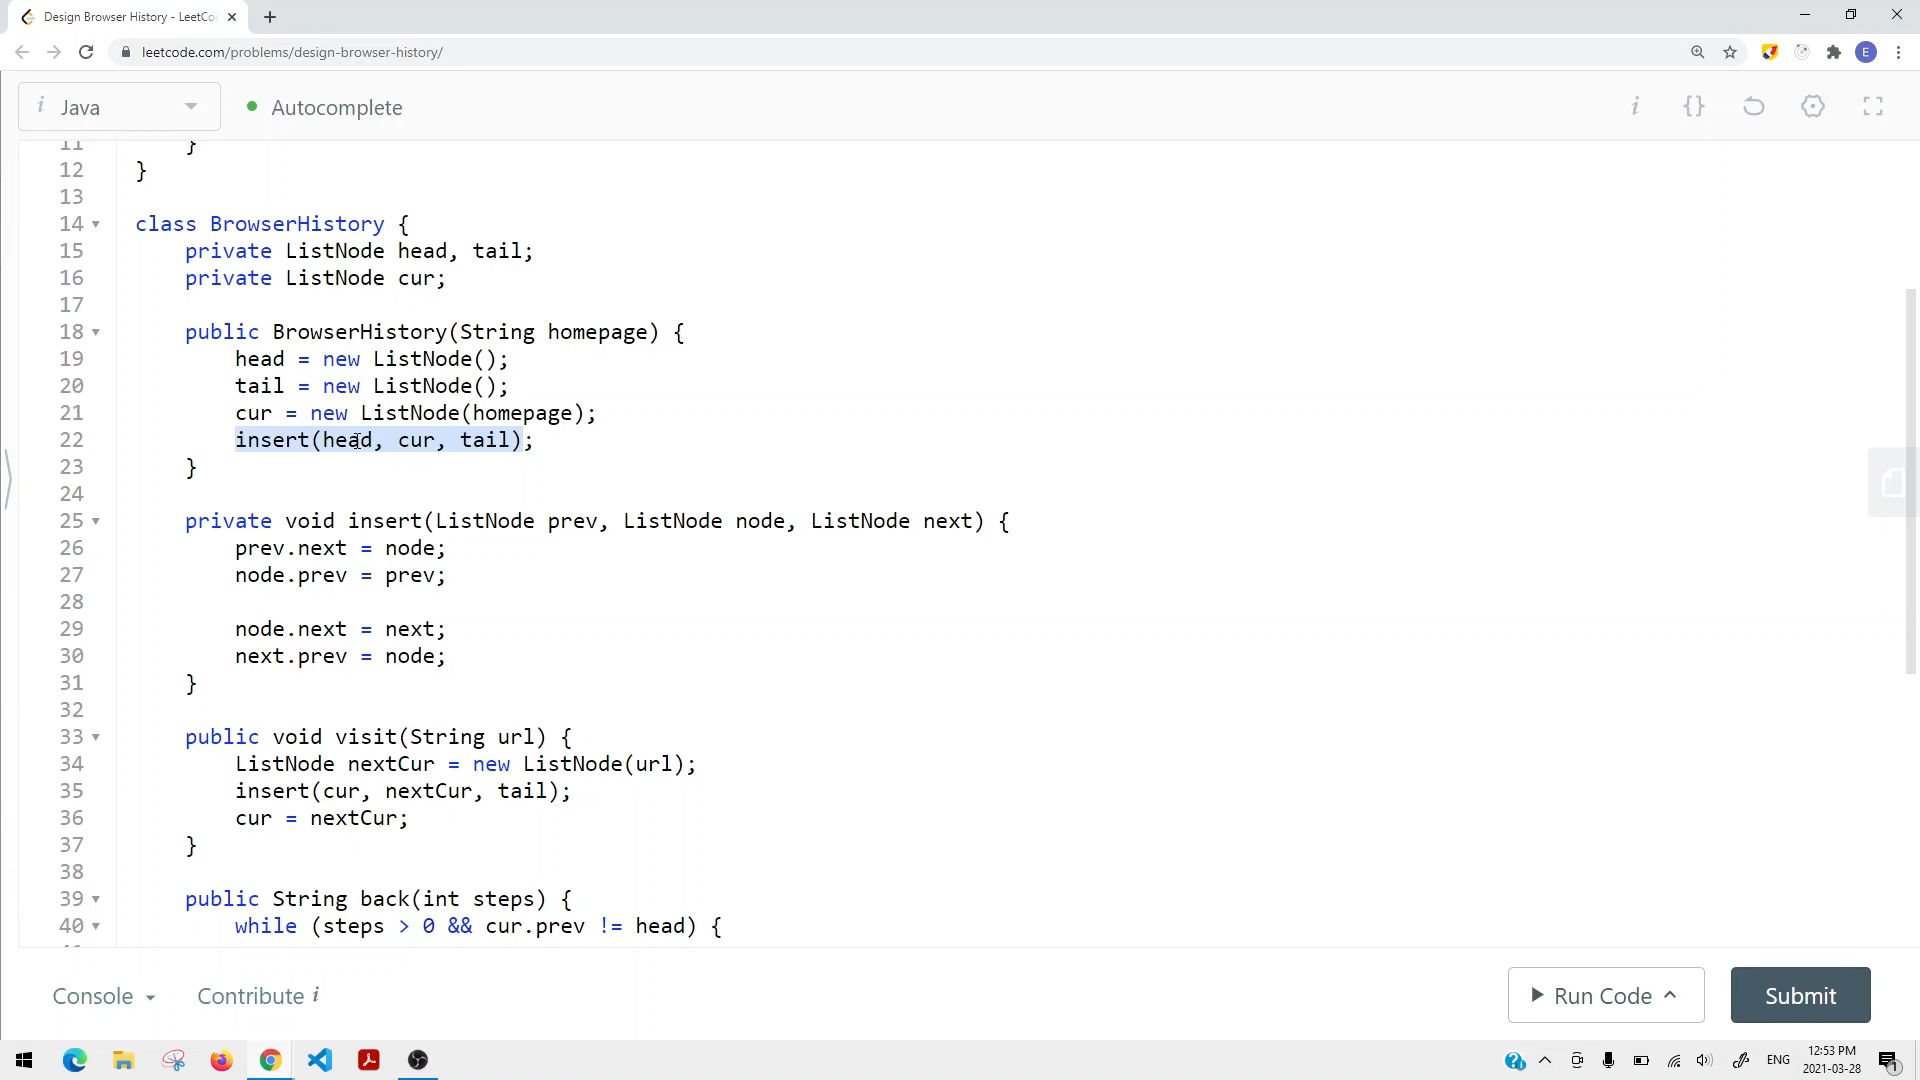 Design Browser History - LeetCo
leetcode.com/problems/design-browser-history/
E
i Java
Autocomplete
i {}
11 }
12 }
13
14 class BrowserHistory {
15 private ListNode head, tail;
16 private ListNode cur;
17
18 public BrowserHistory(String homepage) {
19 head = new ListNode();
20 tail = new ListNode();
21 cur = new ListNode(homepage);
22 insert(head, cur, tail);
23 }
24
25 private void insert(ListNode prev, ListNode node, ListNode next) {
26 prev.next = node;
27 node.prev = prev;
28
29 node.next = next;
30 next.prev = node;
31 }
32
33 public void visit(String url) {
34 ListNode nextCur = new ListNode(url);
35 insert(cur, nextCur, tail);
36 cur = nextCur;
37 }
38
39 public String back(int steps) {
40 while (steps > 0 && cur.prev != head) {
Console
Contribute i
Run Code
Submit
ENG
12:53 PM
2021-03-28
1